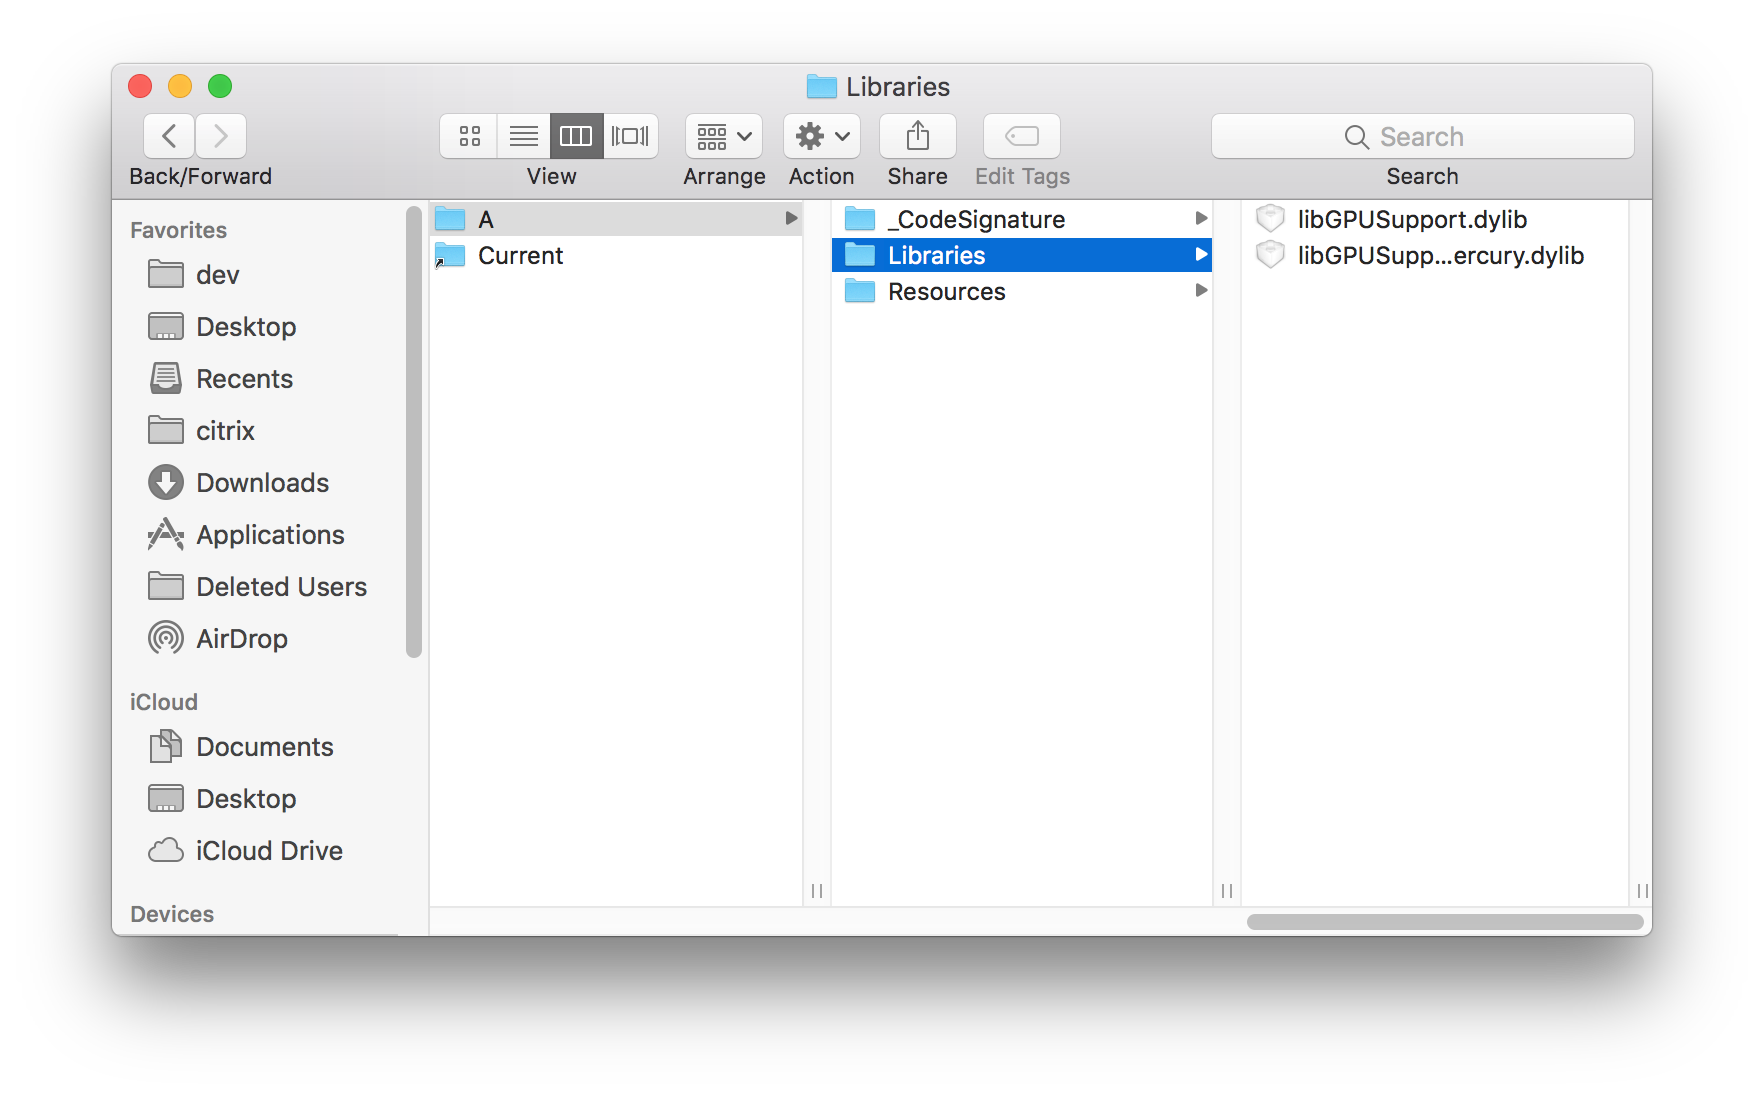 Libraries
Search
Back/Forward
View
Arrange
Action
Share
Edit Tags
Search
Favorites
dev
Desktop
Recents
citrix
Downloads
Applications
Deleted Users
AirDrop
iCloud
Documents
Desktop
iCloud Drive
Devices
A
Current
_CodeSignature
Libraries
Resources
libGPUSupport.dylib
libGPUSupp...ercury.dylib